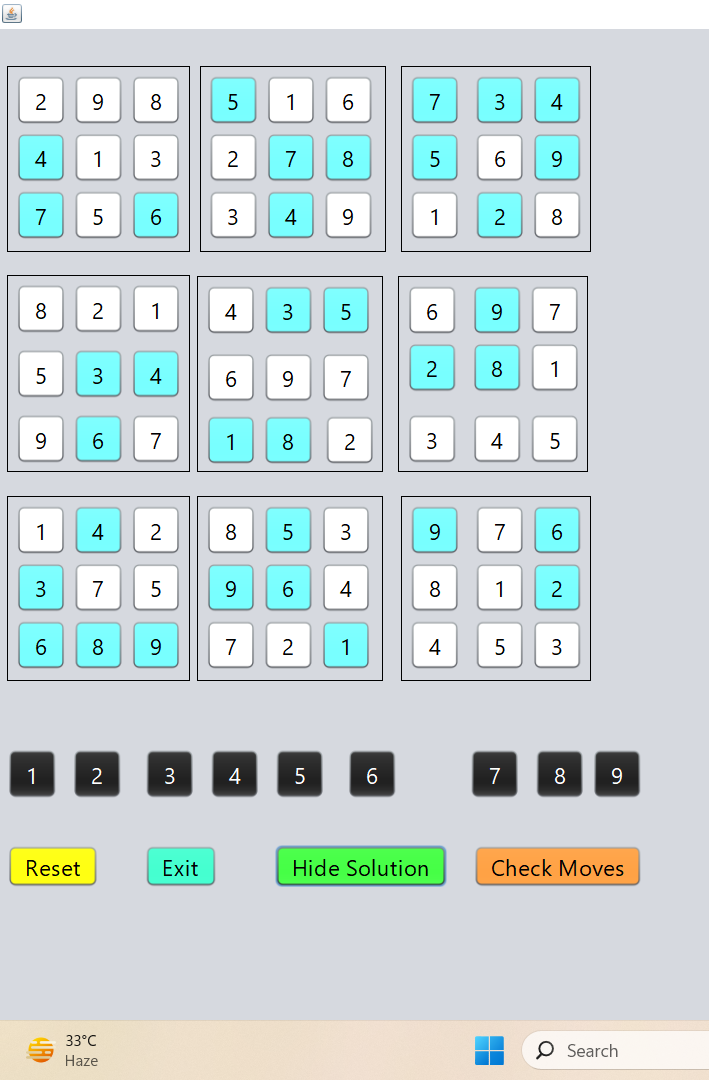 2 9 8 5 1 6 7 3 4
4 1 3 2 7 8 5 6 9
7 5 6 3 4 9 1 2 8
8 2 1 4 3 5 6 9 7
5 3 4 6 9 7 2 8 1
9 6 7 1 8 2 3 4 5
1 4 2 8 5 3 9 7 6
3 7 5 9 6 4 8 1 2
6 8 9 7 2 1 4 5 3
1 2 3 4 5 6 7 8 9
Reset Exit Hide Solution Check Moves
33°C
Haze
Search